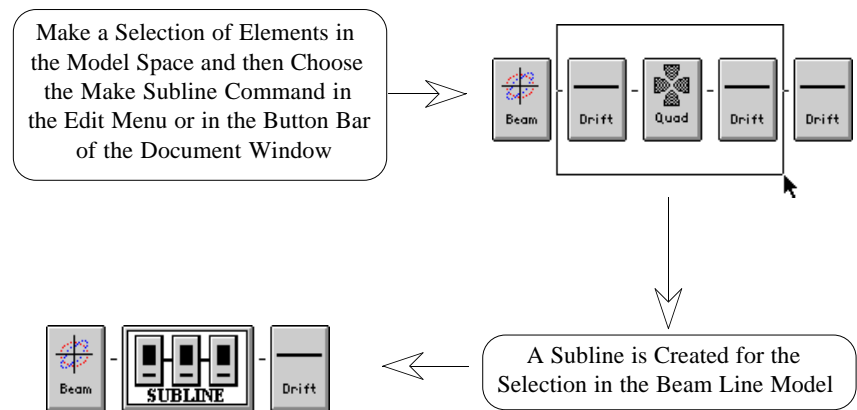 Make a Selection of Elements in
the Model Space and then Choose
the Make Subline Command in
the Edit Menu or in the Button Bar
of the Document Window
Beam
Drift
Quad
Drift
Drift
A Subline is Created for the
Selection in the Beam Line Model
Beam
SUBLINE
Drift